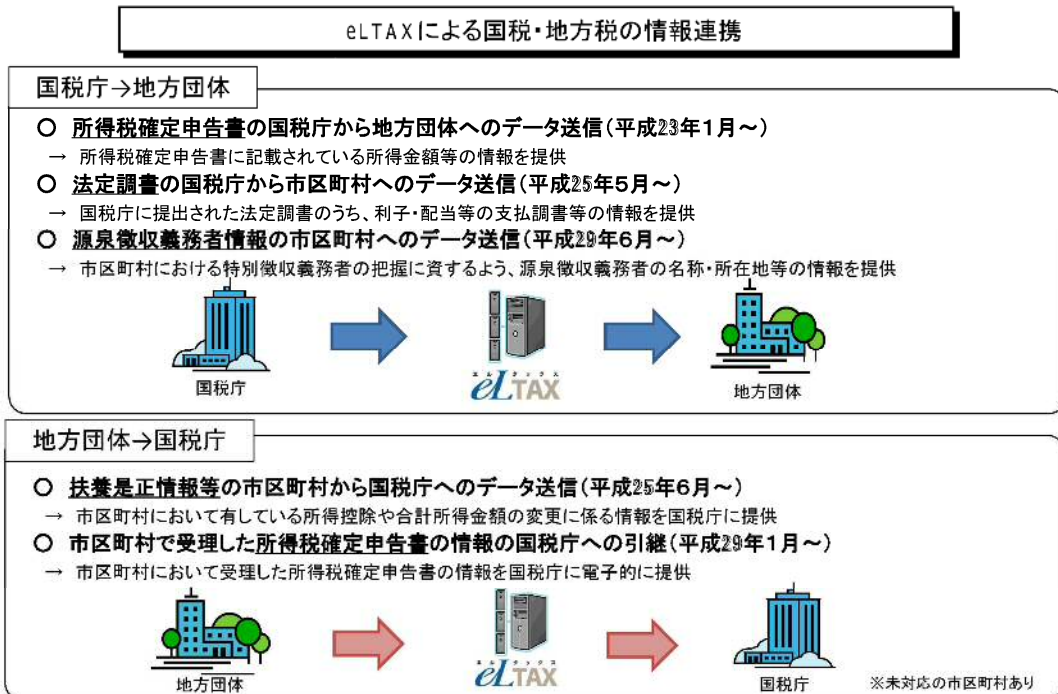 eLTAXによる国税・地方税の情報連携
国税庁→地方団体
○ 所得税確定申告書の国税庁から地方団体へのデータ送信(平成23年1月~)
→ 所得税確定申告書に記載されている所得金額等の情報を提供
○ 法定調書の国税庁から市区町村へのデータ送信(平成25年5月~)
→ 国税庁に提出された法定調書のうち、利子・配当等の支払調書等の情報を提供
○ 源泉徴収義務者情報の市区町村へのデータ送信(平成29年6月~)
→ 市区町村における特別徴収義務者の把握に資するよう、源泉徴収義務者の名称・所在地等の情報を提供
国税庁
エルタックス
eLTAX
地方団体
地方団体→国税庁
○ 扶養是正情報等の市区町村から国税庁へのデータ送信(平成25年6月~)
→ 市区町村において有している所得控除や合計所得金額の変更に係る情報を国税庁に提供
○ 市区町村で受理した所得税確定申告書の情報の国税庁への引継(平成29年1月~)
→ 市区町村において受理した所得税確定申告書の情報を国税庁に電子的に提供
地方団体
エルタックス
eLTAX
国税庁
※未対応の市区町村あり